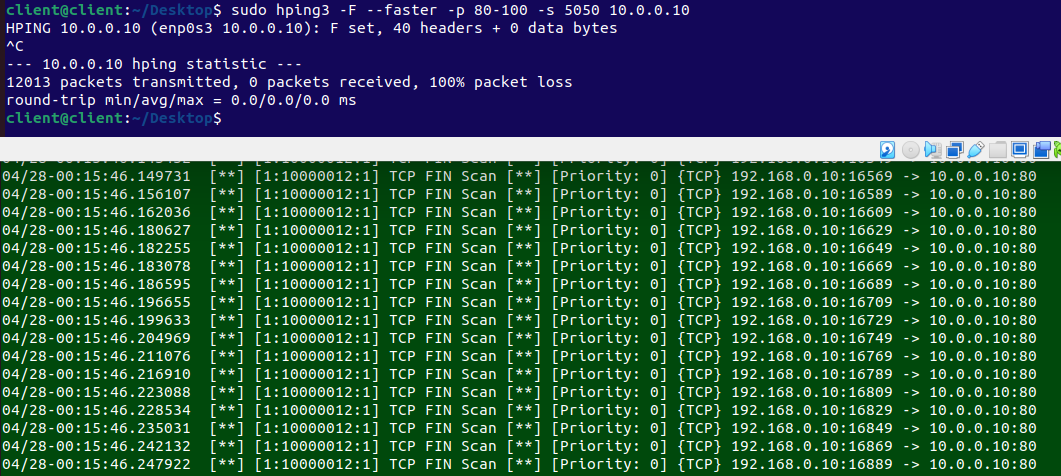 client@client:~/Desktop$ sudo hping3 -F --faster -p 80-100 -s 5050 10.0.0.10
HPING 10.0.0.10 (enp0s3 10.0.0.10): F set, 40 headers + 0 data bytes
^C
--- 10.0.0.10 hping statistic ---
12013 packets transmitted, 0 packets received, 100% packet loss
round-trip min/avg/max = 0.0/0.0/0.0 ms
client@client:~/Desktop$
04/28-00:15:46.149731 [**] [1:10000012:1] TCP FIN Scan [**] [Priority: 0] {TCP} 192.168.0.10:16569 -> 10.0.0.10:80
04/28-00:15:46.156107 [**] [1:10000012:1] TCP FIN Scan [**] [Priority: 0] {TCP} 192.168.0.10:16589 -> 10.0.0.10:80
04/28-00:15:46.162036 [**] [1:10000012:1] TCP FIN Scan [**] [Priority: 0] {TCP} 192.168.0.10:16609 -> 10.0.0.10:80
04/28-00:15:46.180627 [**] [1:10000012:1] TCP FIN Scan [**] [Priority: 0] {TCP} 192.168.0.10:16629 -> 10.0.0.10:80
04/28-00:15:46.182255 [**] [1:10000012:1] TCP FIN Scan [**] [Priority: 0] {TCP} 192.168.0.10:16649 -> 10.0.0.10:80
04/28-00:15:46.183078 [**] [1:10000012:1] TCP FIN Scan [**] [Priority: 0] {TCP} 192.168.0.10:16669 -> 10.0.0.10:80
04/28-00:15:46.186595 [**] [1:10000012:1] TCP FIN Scan [**] [Priority: 0] {TCP} 192.168.0.10:16689 -> 10.0.0.10:80
04/28-00:15:46.196655 [**] [1:10000012:1] TCP FIN Scan [**] [Priority: 0] {TCP} 192.168.0.10:16709 -> 10.0.0.10:80
04/28-00:15:46.199633 [**] [1:10000012:1] TCP FIN Scan [**] [Priority: 0] {TCP} 192.168.0.10:16729 -> 10.0.0.10:80
04/28-00:15:46.204969 [**] [1:10000012:1] TCP FIN Scan [**] [Priority: 0] {TCP} 192.168.0.10:16749 -> 10.0.0.10:80
04/28-00:15:46.211076 [**] [1:10000012:1] TCP FIN Scan [**] [Priority: 0] {TCP} 192.168.0.10:16769 -> 10.0.0.10:80
04/28-00:15:46.216910 [**] [1:10000012:1] TCP FIN Scan [**] [Priority: 0] {TCP} 192.168.0.10:16789 -> 10.0.0.10:80
04/28-00:15:46.223088 [**] [1:10000012:1] TCP FIN Scan [**] [Priority: 0] {TCP} 192.168.0.10:16809 -> 10.0.0.10:80
04/28-00:15:46.228534 [**] [1:10000012:1] TCP FIN Scan [**] [Priority: 0] {TCP} 192.168.0.10:16829 -> 10.0.0.10:80
04/28-00:15:46.235031 [**] [1:10000012:1] TCP FIN Scan [**] [Priority: 0] {TCP} 192.168.0.10:16849 -> 10.0.0.10:80
04/28-00:15:46.242132 [**] [1:10000012:1] TCP FIN Scan [**] [Priority: 0] {TCP} 192.168.0.10:16869 -> 10.0.0.10:80
04/28-00:15:46.247922 [**] [1:10000012:1] TCP FIN Scan [**] [Priority: 0] {TCP} 192.168.0.10:16889 -> 10.0.0.10:80